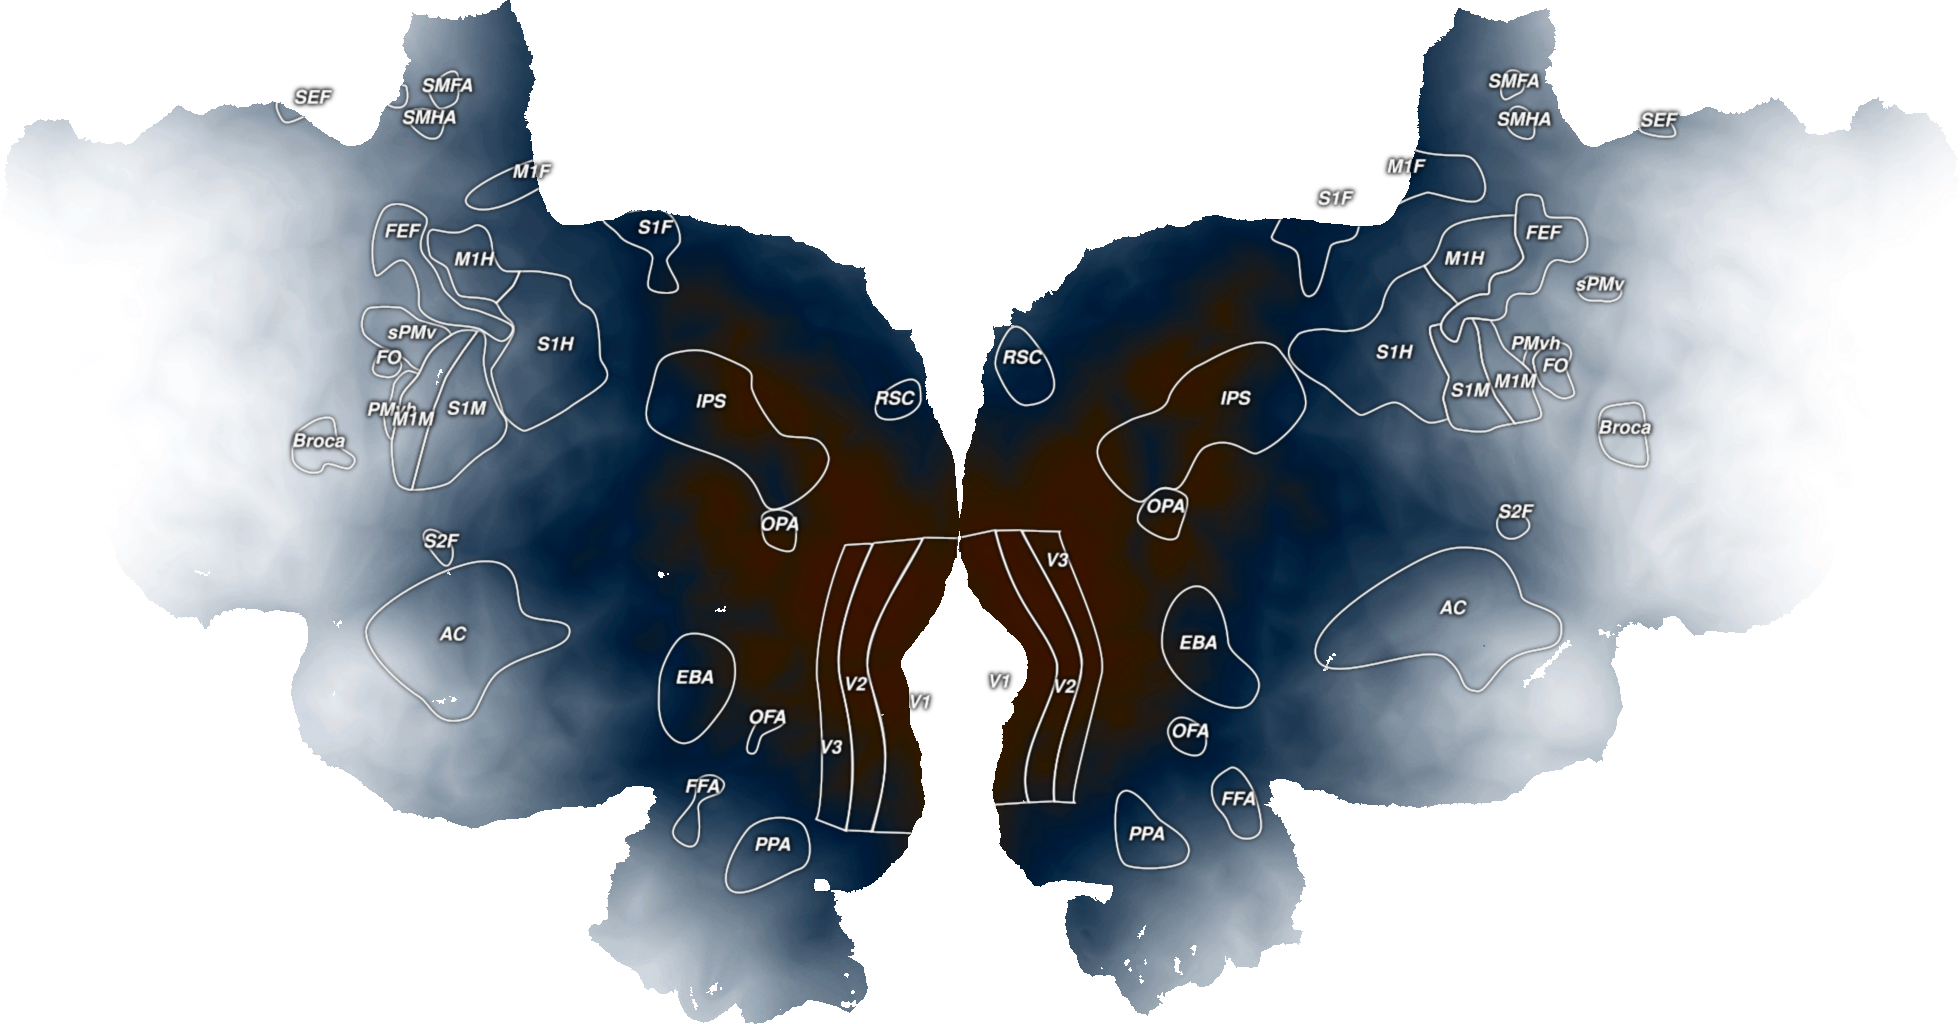 SEF
SMFA
SMHA
M1F
FEF
M1H
S1F
sPMv
FO
S1H
PMvh
M1M
S1M
Broca
IPS
RSC
S2F
OPA
AC
EBA
OFA
V2
V1
V3
FFA
PPA
SMFA
SMHA
SEF
M1F
S1F
FEF
M1H
sPMv
RSC
S1H
PMvh
FO
M1M
S1M
IPS
Broca
OPA
S2F
V3
AC
EBA
V1
V2
OFA
FFA
PPA